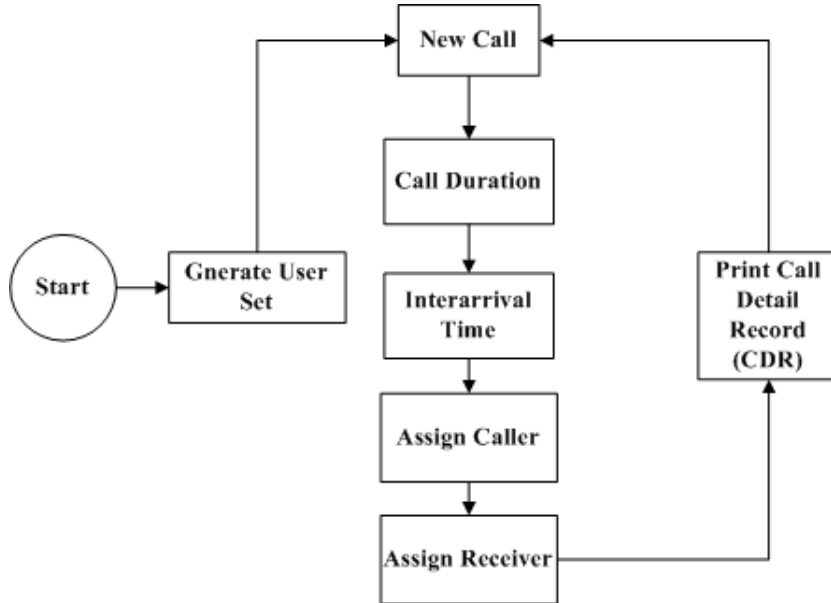 New Call
Call Duration
Start
Gnerate User
Set
Interarrival
Time
Print Call
Detail
Record
(CDR)
Assign Caller
Assign Receiver